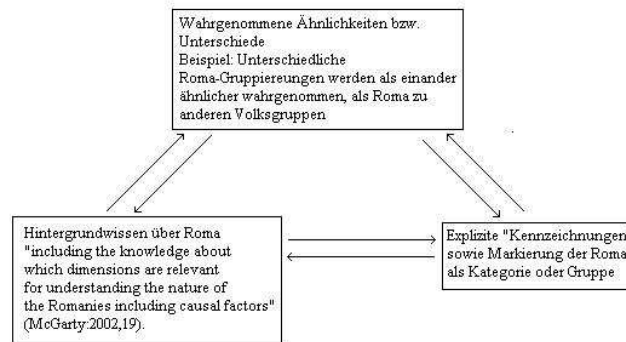 Wahrgenommene Ähnlichkeiten bzw.
Unterschiede
Beispiel: Unterschiedliche
Roma-Gruppiereungen werden als einander
ähnlicher wahrgenommen, als Roma zu
anderen Volksgruppen
Hintergrundwissen über Roma
"including the knowledge about
which dimensions are relevant
for understanding the nature of
the Romanies including causal factors"
(McGarty:2002,19).
Explizite "Kennzeichnungen
sowie Markierung der Roma
als Kategorie oder Gruppe